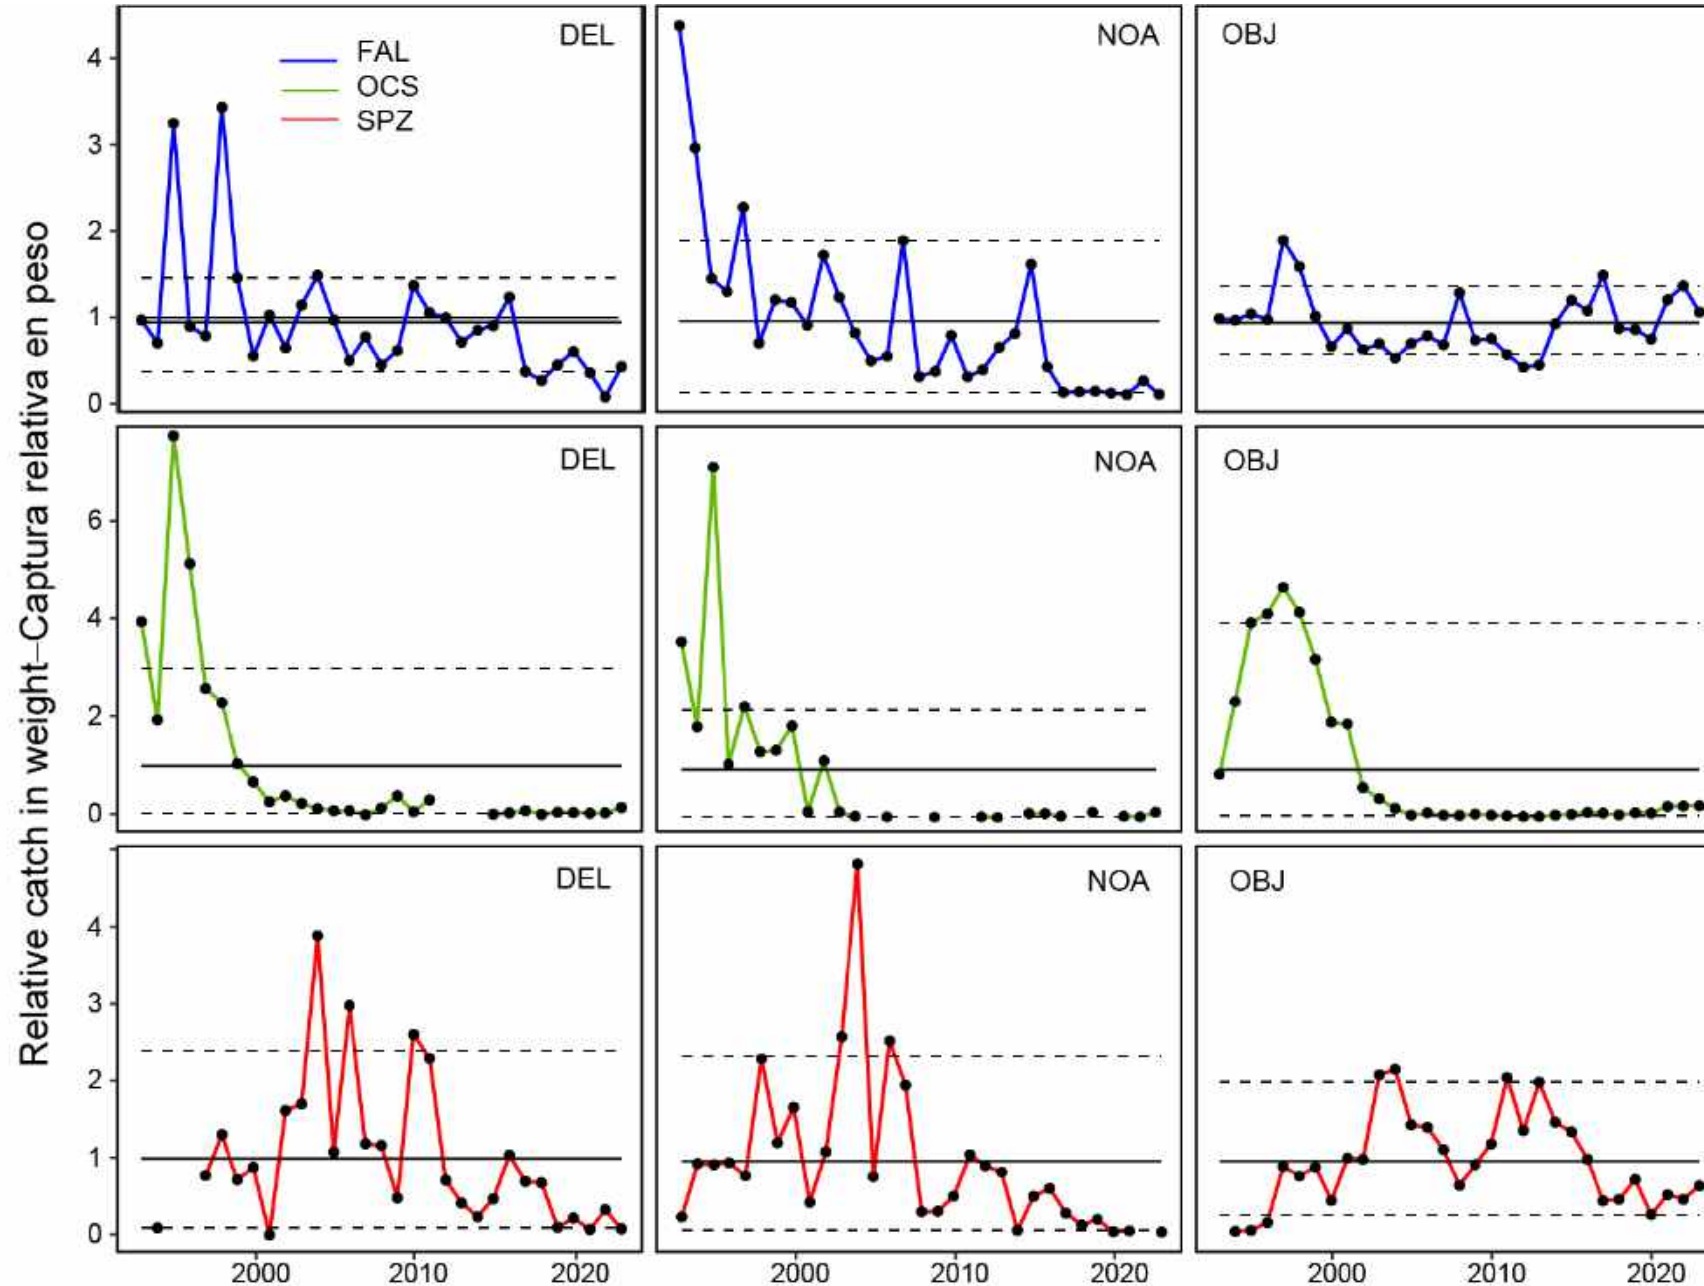 Relative catch in weight–Captura relativa en peso
DEL
NOA
OBJ
FAL
OCS
SPZ
4
3
2
1
0
DEL
NOA
OBJ
6
4
2
0
DEL
NOA
OBJ
4
3
2
1
0
2000 2010 2020 2000 2010 2020 2000 2010 2020